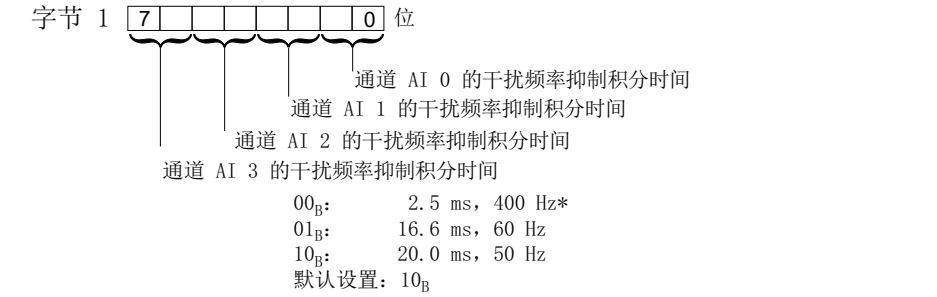 字节 1 7 0 位
通道 AI 0 的干扰频率抑制积分时间
通道 AI 1 的干扰频率抑制积分时间
通道 AI 2 的干扰频率抑制积分时间
通道 AI 3 的干扰频率抑制积分时间
00B: 2.5 ms，400 Hz*
01B: 16.6 ms，60 Hz
10B: 20.0 ms，50 Hz
默认设置：10B